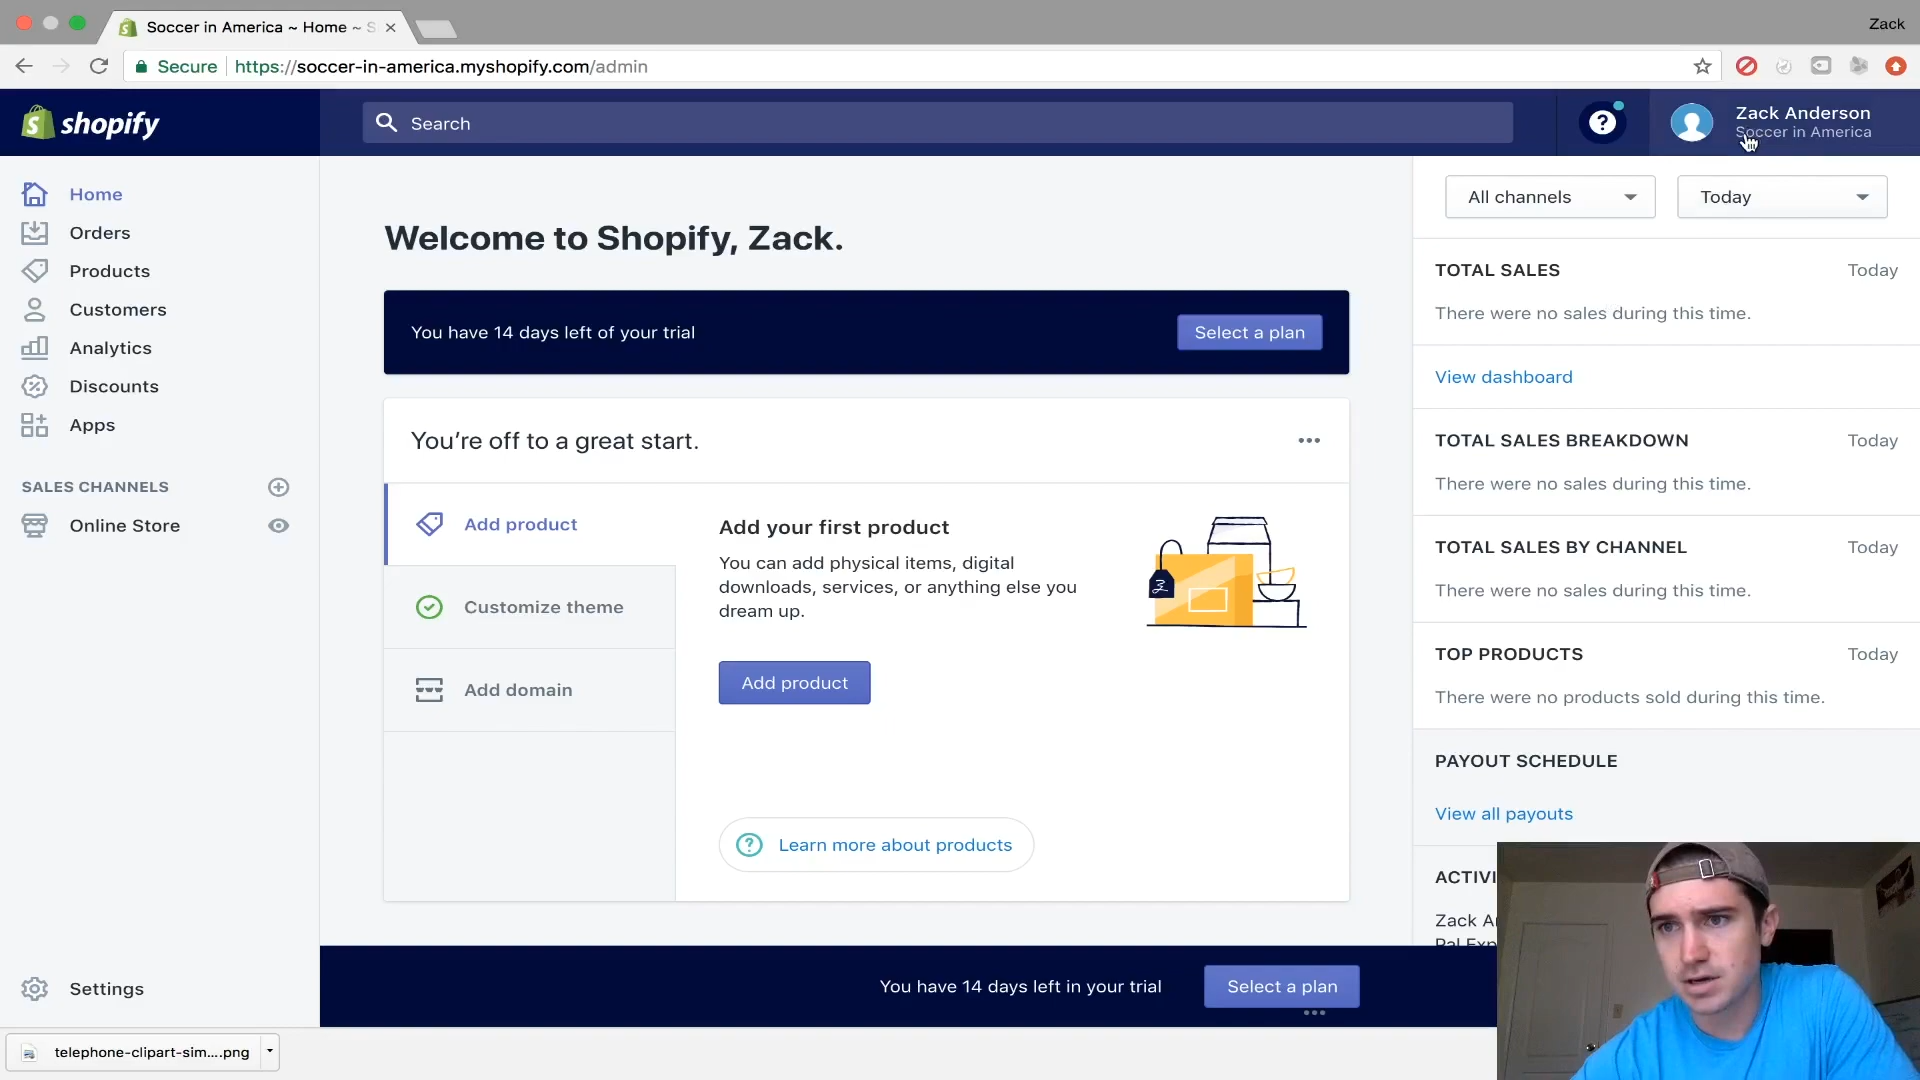 Soccer in America ~ Home ~ S
Zack
Secure
https://soccer-in-america.myshopify.com/admin
shopify
Search
?
Zack Anderson
Soccer in America
Home
Orders
Products
Customers
Analytics
Discounts
Apps
SALES CHANNELS
Online Store
Settings
Welcome to Shopify, Zack.
You have 14 days left of your trial
Select a plan
You’re off to a great start.
Add product
Customize theme
Add domain
Add your first product
You can add physical items, digital
downloads, services, or anything else you
dream up.
Add product
Learn more about products
All channels
Today
TOTAL SALES
Today
There were no sales during this time.
View dashboard
TOTAL SALES BREAKDOWN
Today
There were no sales during this time.
TOTAL SALES BY CHANNEL
Today
There were no sales during this time.
TOP PRODUCTS
Today
There were no products sold during this time.
PAYOUT SCHEDULE
View all payouts
ACTIVI
Zack A
Pal Exp
You have 14 days left in your trial
Select a plan
telephone-clipart-sim....png